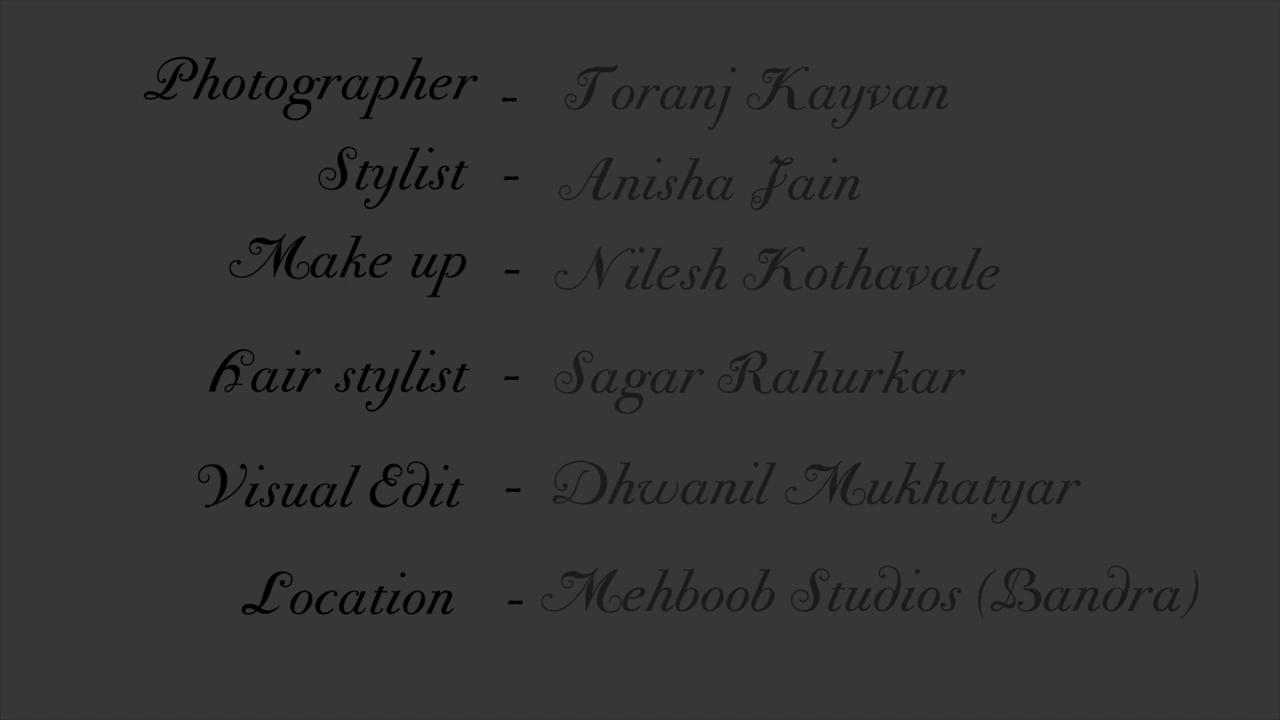 Photographer - Toranj Kayvan
Stylist - Anisha Jain
Make up - Nilesh Kothavale
Hair stylist - Sagar Rahurkar
Visual Edit - Dhwanil Mukhatyar
Location - Mehboob Studios (Bandra)